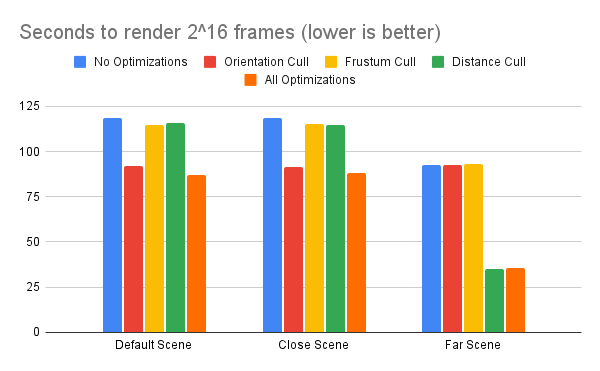 Seconds to render 2^16 frames (lower is better)
No Optimizations Orientation Cull Frustum Cull Distance Cull
All Optimizations
125
100
75
50
25
0
Default Scene Close Scene Far Scene